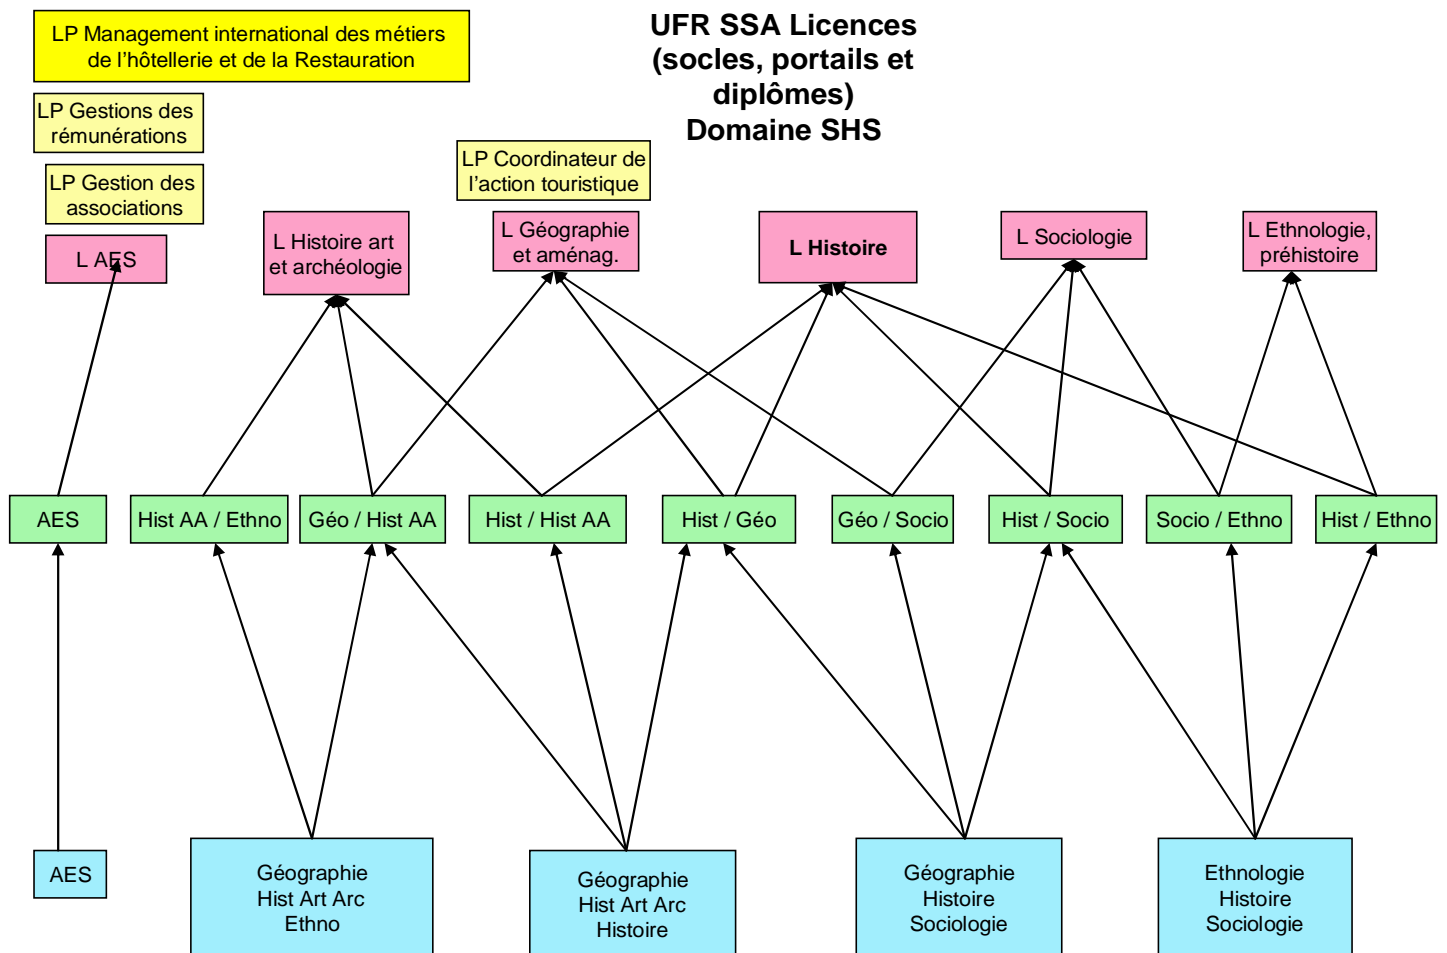 UFR SSA Licences
(socles, portails et
diplômes)
Domaine SHS
LP Management international des métiers
de l’hôtellerie et de la Restauration
LP Gestions des
rémunérations
LP Gestion des
associations
LP Coordinateur de
l’action touristique
L AES
L Histoire art
et archéologie
L Géographie
et aménag.
L Histoire
L Sociologie
L Ethnologie,
préhistoire
AES
Hist AA / Ethno
Géo / Hist AA
Hist / Hist AA
Hist / Géo
Géo / Socio
Hist / Socio
Socio / Ethno
Hist / Ethno
AES
Géographie
Hist Art Arc
Ethno
Géographie
Hist Art Arc
Histoire
Géographie
Histoire
Sociologie
Ethnologie
Histoire
Sociologie